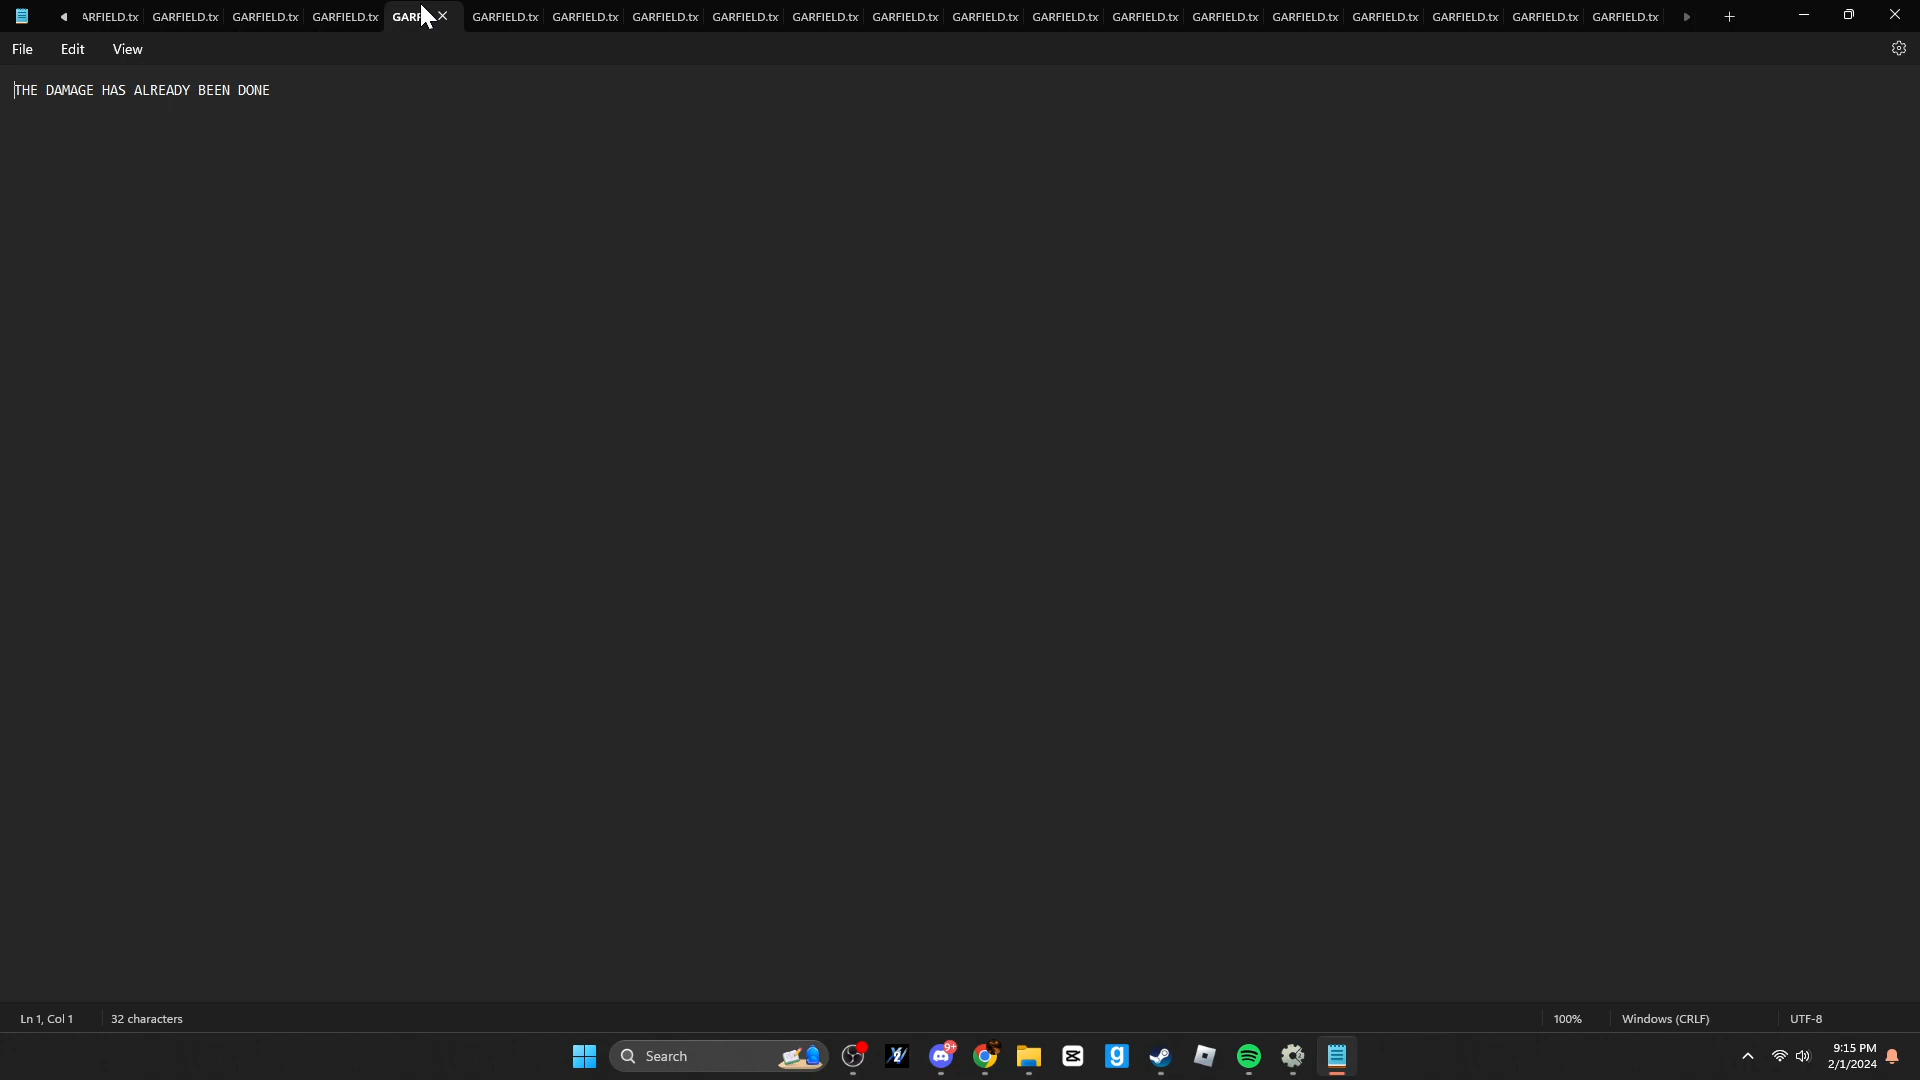 ARFIELD.tx GARFIELD.tx GARFIELD.tx GARFIELD.tx GARF GARFIELD.tx GARFIELD.tx GARFIELD.tx GARFIELD.tx GARFIELD.tx GARFIELD.tx GARFIELD.tx GARFIELD.tx GARFIELD.tx GARFIELD.tx GARFIELD.tx GARFIELD.tx GARFIELD.tx GARFIELD.tx GARFIELD.tx
File Edit View
THE DAMAGE HAS ALREADY BEEN DONE
Ln 1, Col 1 32 characters 100% Windows (CRLF) UTF-8
Search 9+ 9:15 PM
2/1/2024